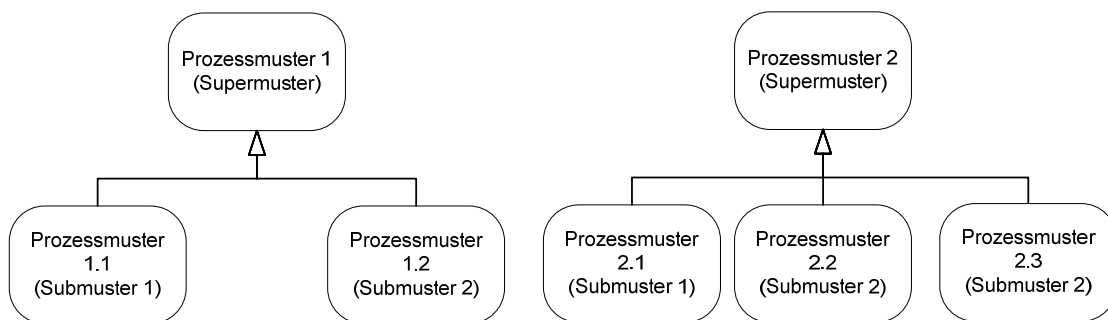 Prozessmuster 1
(Supermuster)
Prozessmuster 2
(Supermuster)
Prozessmuster
1.1
(Submuster 1)
Prozessmuster
1.2
(Submuster 2)
Prozessmuster
2.1
(Submuster 1)
Prozessmuster
2.2
(Submuster 2)
Prozessmuster
2.3
(Submuster 2)